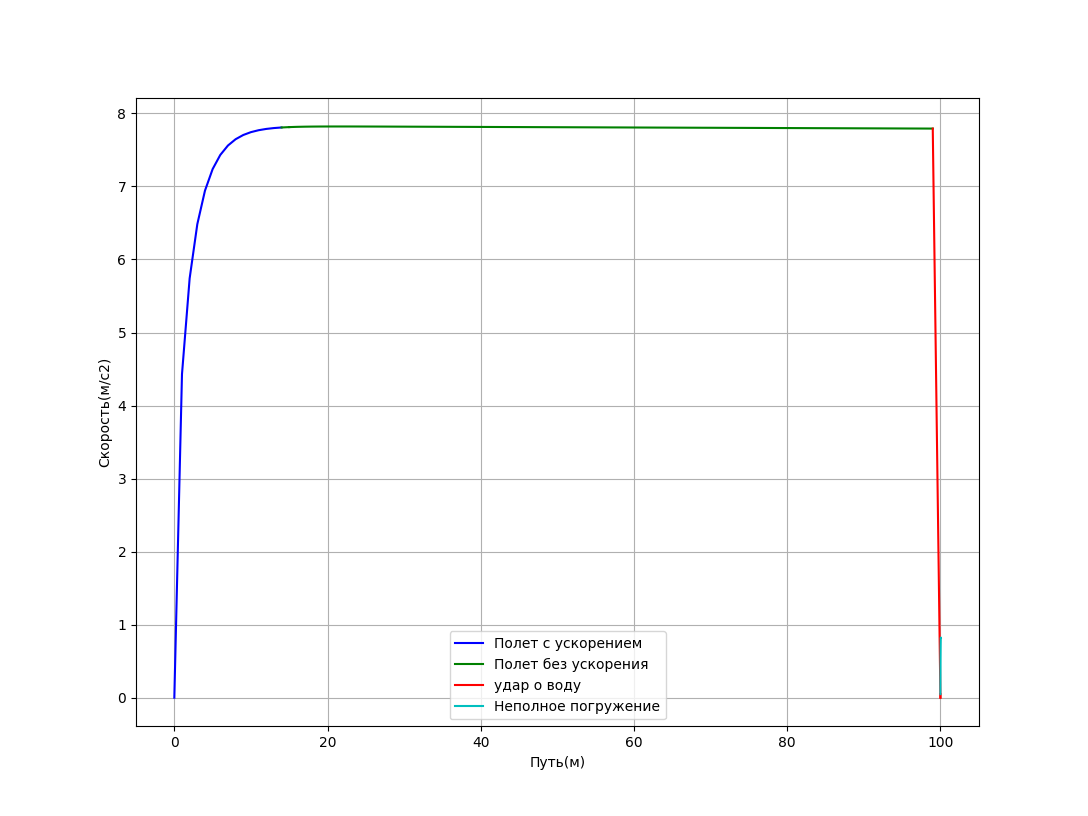 8
7
6
5
4
3
2
1
0
Скорость(м/с2)
Полет с ускорением
Полет без ускорения
удар о воду
Неполное погружение
0 20 40 60 80 100
Путь(м)